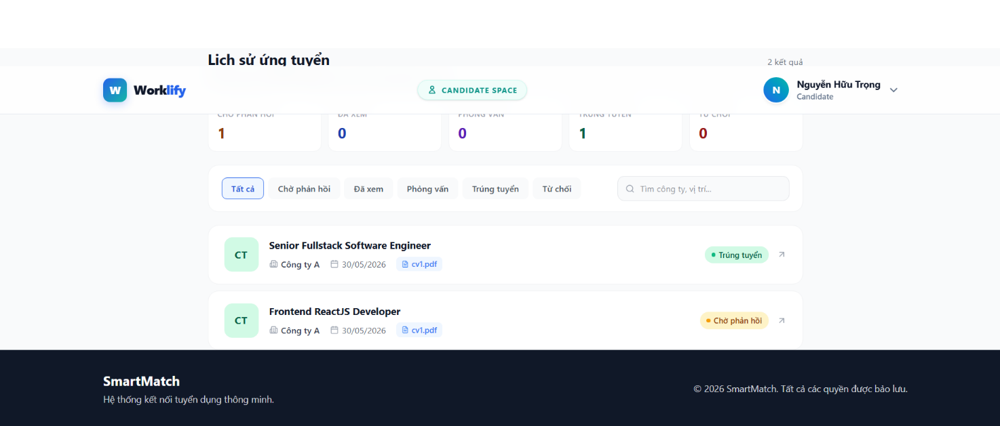 Lịch sử ứng tuyển
2 kết quả
W Worklify
CANDIDATE SPACE
N
Nguyễn Hữu Trọng
Candidate
CHỜ PHẢN HỒI
1
ĐÃ XEM
0
PHỎNG VẤN
0
TRÚNG TUYỂN
1
TỪ CHỐI
0
Tất cả
Chờ phản hồi
Đã xem
Phỏng vấn
Trúng tuyển
Từ chối
Tìm công ty, vị trí...
CT
Senior Fullstack Software Engineer
Công ty A 30/05/2026 cv1.pdf
Trúng tuyển
CT
Frontend ReactJS Developer
Công ty A 30/05/2026 cv1.pdf
Chờ phản hồi
SmartMatch
Hệ thống kết nối tuyển dụng thông minh.
© 2026 SmartMatch. Tất cả các quyền được bảo lưu.